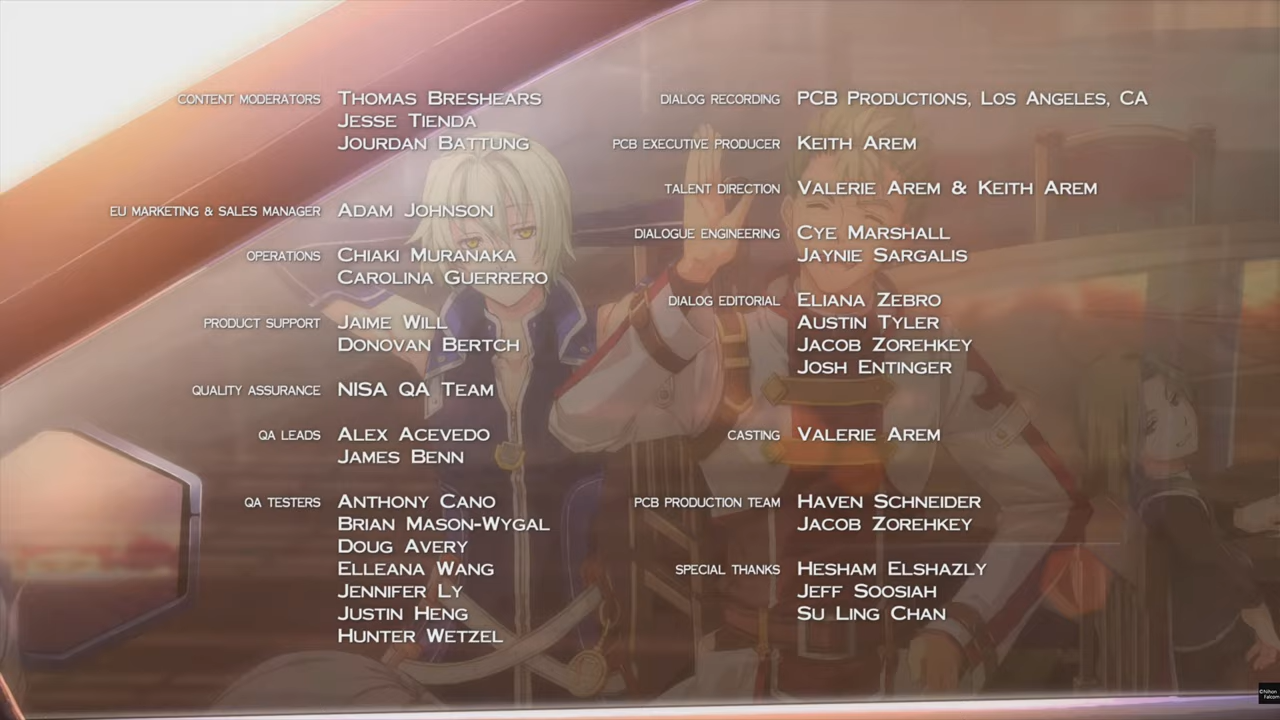 CONTENT MODERATORS THOMAS BRESHEARS
JESSE TIENDA
JOURDAN BATTUNG
EU MARKETING & SALES MANAGER ADAM JOHNSON
OPERATIONS CHIAKI MURANAKA
CAROLINA GUERRERO
PRODUCT SUPPORT JAIME WILL
DONOVAN BERTCH
QUALITY ASSURANCE NISA QA TEAM
QA LEADS ALEX ACEVEDO
JAMES BENN
QA TESTERS ANTHONY CANO
BRIAN MASON-WYGAL
DOUG AVERY
ELLEANA WANG
JENNIFER LY
JUSTIN HENG
HUNTER WETZEL
DIALOG RECORDING PCB PRODUCTIONS, LOS ANGELES, CA
PCB EXECUTIVE PRODUCER KEITH AREM
TALENT DIRECTION VALERIE AREM & KEITH AREM
DIALOGUE ENGINEERING CYE MARSHALL
JAYNIE SARGALIS
DIALOG EDITORIAL ELIANA ZEBRO
AUSTIN TYLER
JACOB ZOREHKEY
JOSH ENTINGER
CASTING VALERIE AREM
PCB PRODUCTION TEAM HAVEN SCHNEIDER
JACOB ZOREHKEY
SPECIAL THANKS HESHAM ELSHAZLY
JEFF SOOSIAH
SU LING CHAN
©Nihon
Falcom